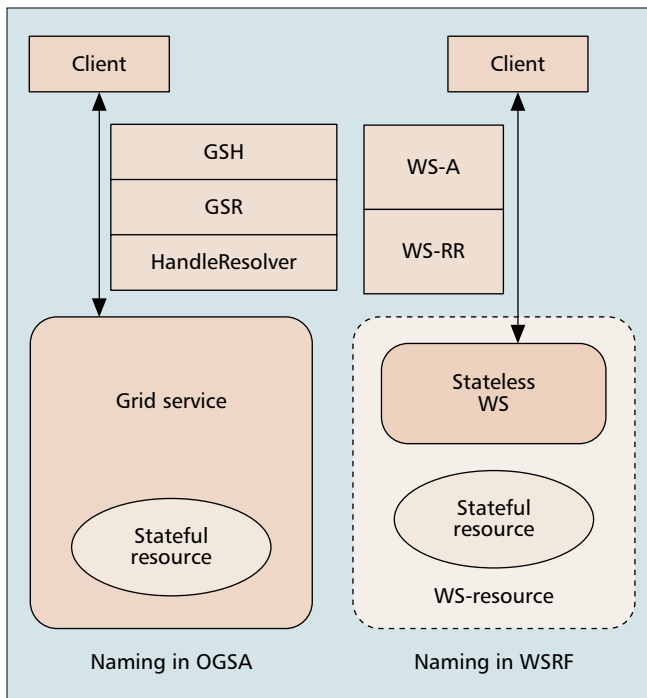 Client
GSH
GSR
HandleResolver
Grid service
Stateful
resource
Naming in OGSA
Client
WS-A
WS-RR
Stateless
WS
Stateful
resource
WS-resource
Naming in WSRF